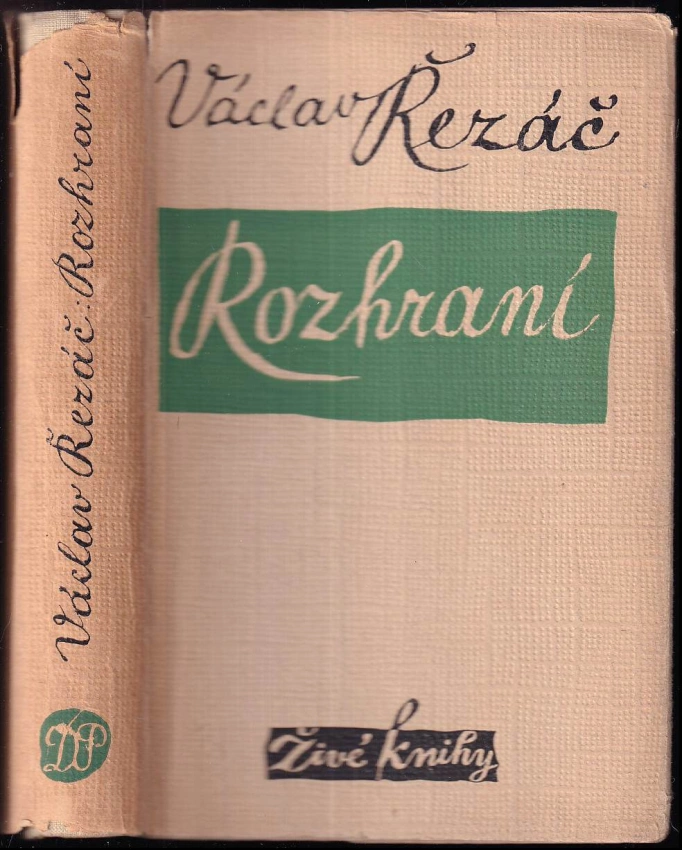 Václav Řezáč
Rozhraní
Živé knihy
Václav Řezáč: Rozhraní
DP